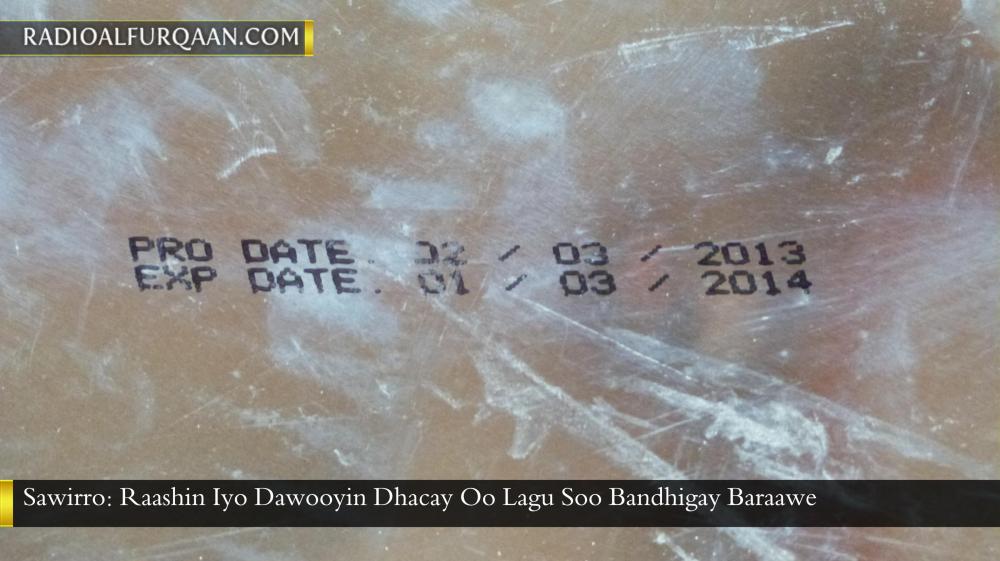 RADIOALFURQAAN.COM
PRO DATE. 02 / 03 / 2013
EXP DATE. 01 / 03 / 2014
Sawirro: Raashin Iyo Dawooyin Dhacay Oo Lagu Soo Bandhigay Baraawe